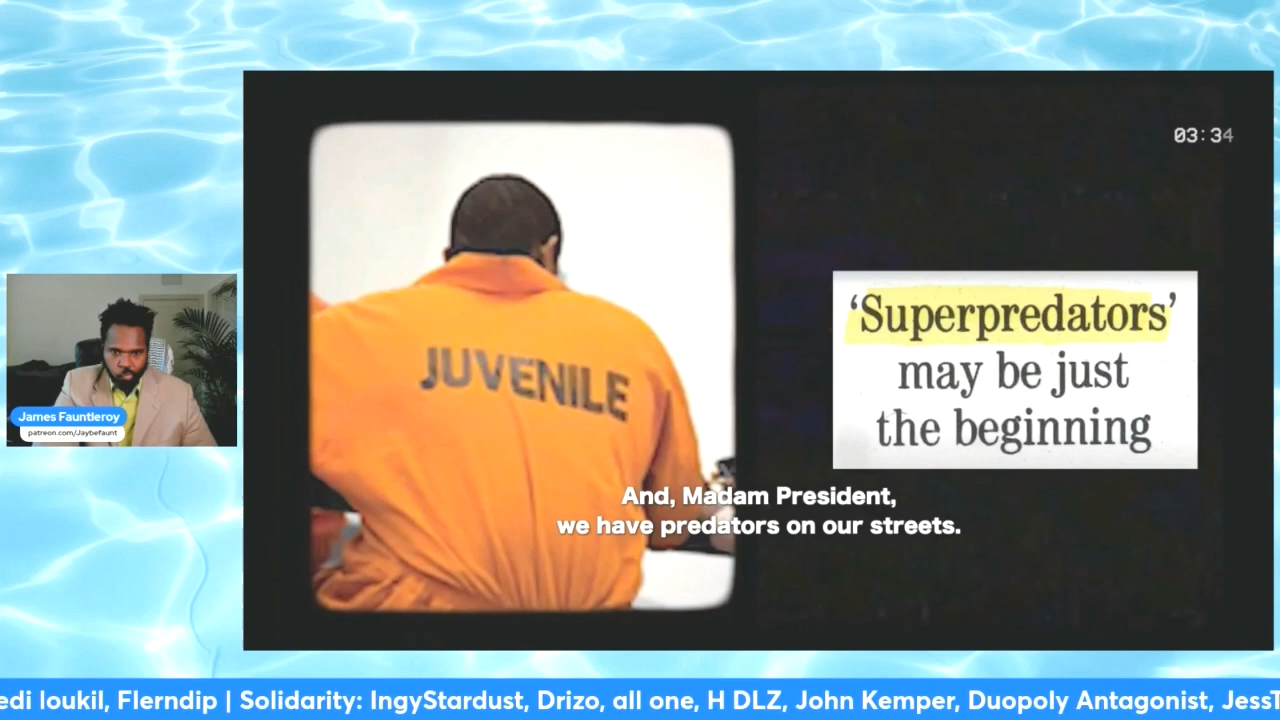 03:34
JUVENILE
‘Superpredators’
may be just
the beginning
And, Madam President,
we have predators on our streets.
James Fauntleroy
patreon.com/Jaybefaunt
edi loukil, Flerndip | Solidarity: IngyStardust, Drizo, all one, H DLZ, John Kemper, Duopoly Antagonist, JessT